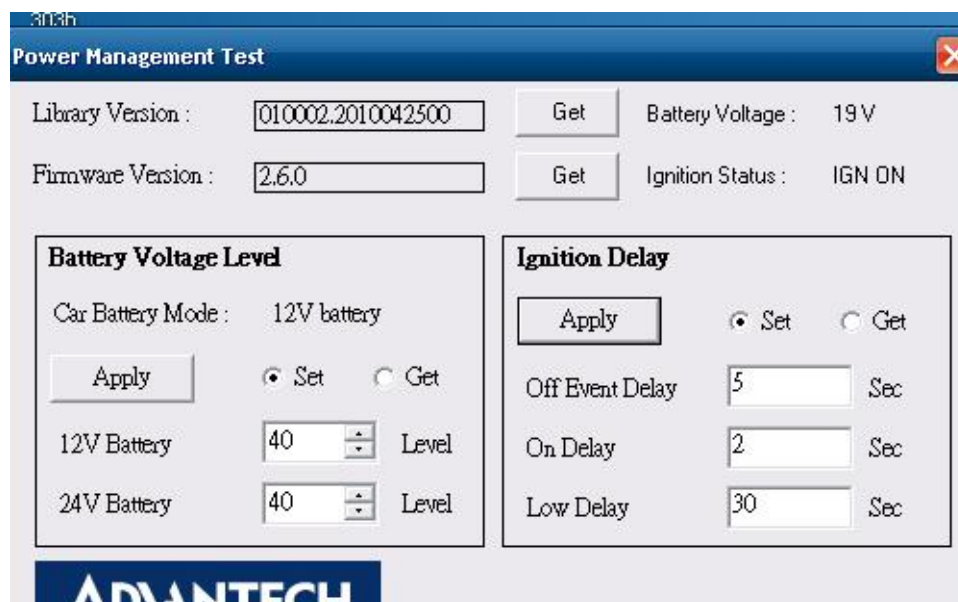 303h
Power Management Test
Library Version : 010002.2010042500 Get Battery Voltage : 19 V
Firmware Version : 2.6.0 Get Ignition Status : IGN ON
Battery Voltage Level
Car Battery Mode : 12V battery
Apply Set Get
12V Battery 40 Level
24V Battery 40 Level
Ignition Delay
Apply Set Get
Off Event Delay 5 Sec
On Delay 2 Sec
Low Delay 30 Sec
ADVANTECH